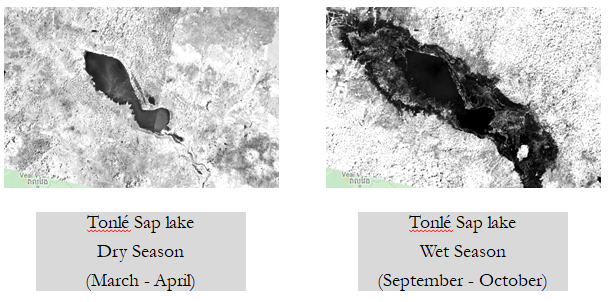 Tonlé Sap lake
Dry Season
(March - April)
Tonlé Sap lake
Wet Season
(September - October)